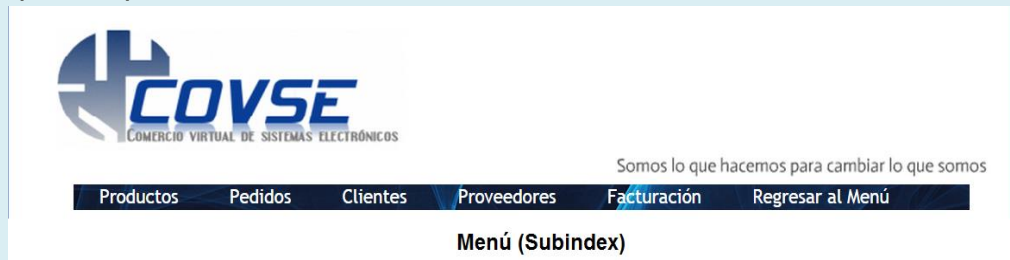 COVSE
COMERCIO VIRTUAL DE SISTEMAS ELECTRÓNICOS
Somos lo que hacemos para cambiar lo que somos
Productos Pedidos Clientes Proveedores Facturación Regresar al Menú
Menú (Subindex)